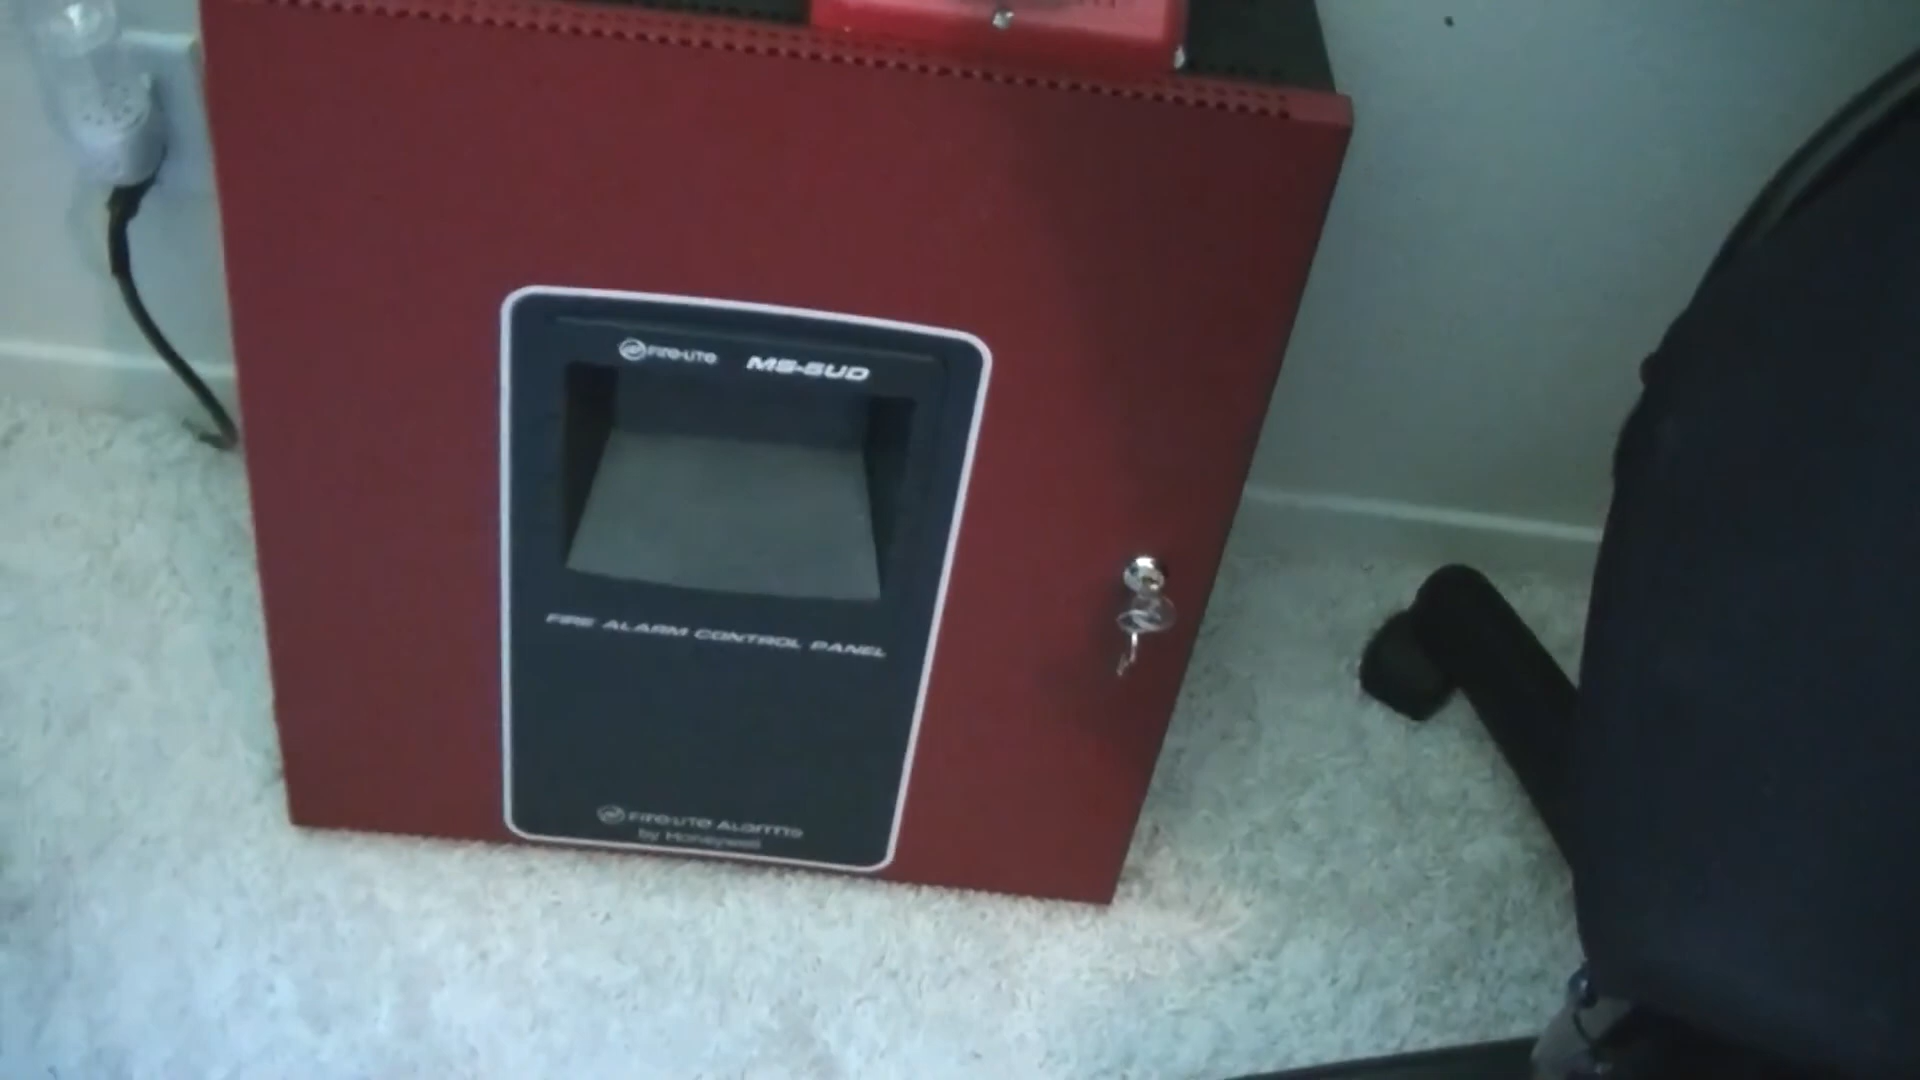 FIRE-LITE MS-5UD
FIRE ALARM CONTROL PANEL
FIRE-LITE ALARMS
by Honeywell